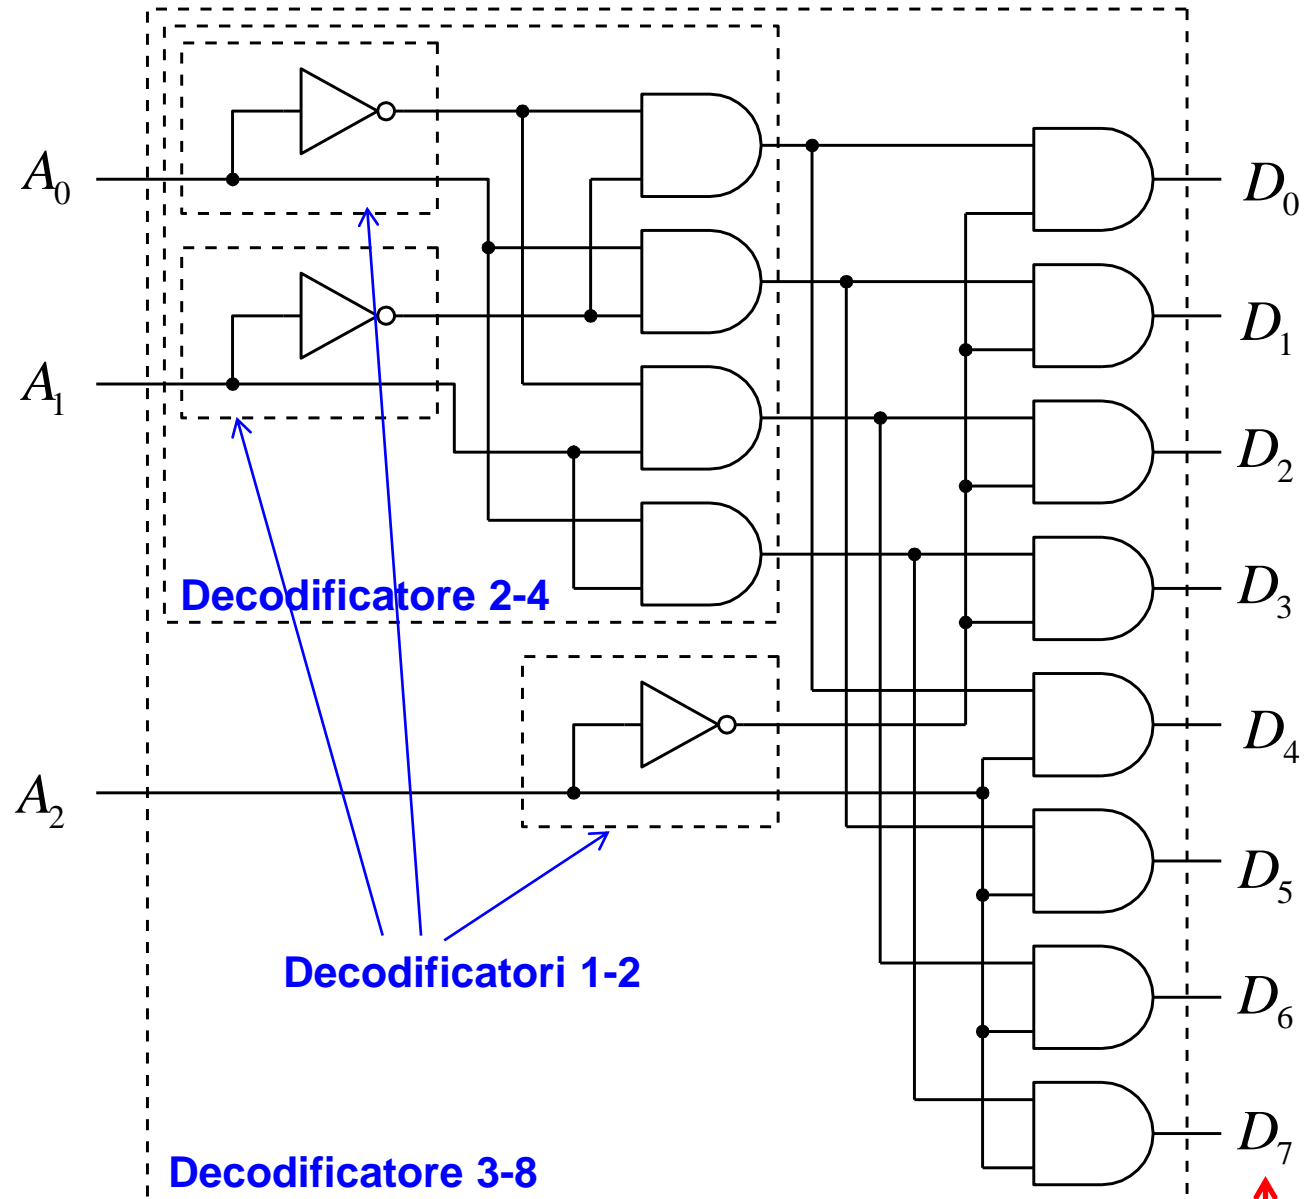 A₀
D₀
D₁
A₁
D₂
Decodificatore 2-4
D₃
D₄
A₂
D₅
Decodificatori 1-2
D₆
D₇
Decodificatore 3-8